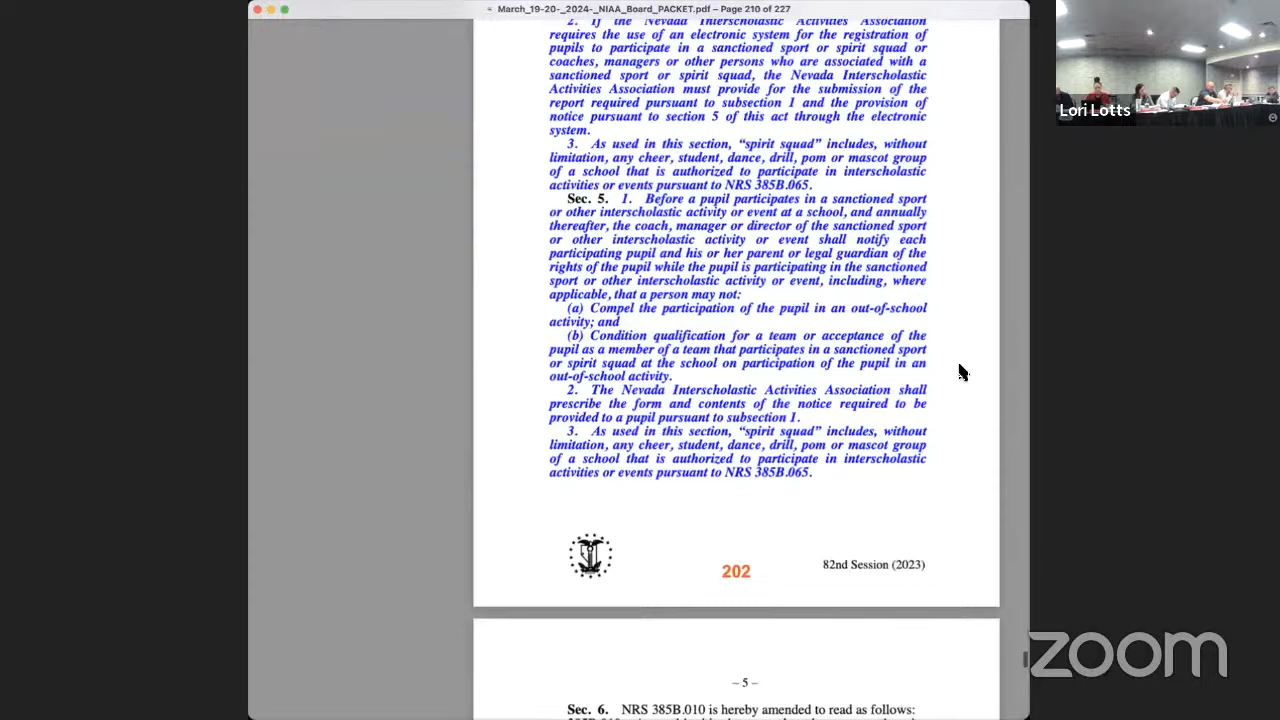 March_19-20-_2024-_NIAA_Board_PACKET.pdf – Page 210 of 227
2. If the Nevada Interscholastic Activities Association
requires the use of an electronic system for the registration of
pupils to participate in a sanctioned sport or spirit squad or
coaches, managers or other persons who are associated with a
sanctioned sport or spirit squad, the Nevada Interscholastic
Activities Association must provide for the submission of the
report required pursuant to subsection 1 and the provision of
notice pursuant to section 5 of this act through the electronic
system.
3. As used in this section, “spirit squad” includes, without
limitation, any cheer, student, dance, drill, pom or mascot group
of a school that is authorized to participate in interscholastic
activities or events pursuant to NRS 385B.065.
Sec. 5. 1. Before a pupil participates in a sanctioned sport
or other interscholastic activity or event at a school, and annually
thereafter, the coach, manager or director of the sanctioned sport
or other interscholastic activity or event shall notify each
participating pupil and his or her parent or legal guardian of the
rights of the pupil while the pupil is participating in the sanctioned
sport or other interscholastic activity or event, including, where
applicable, that a person may not:
(a) Compel the participation of the pupil in an out-of-school
activity; and
(b) Condition qualification for a team or acceptance of the
pupil as a member of a team that participates in a sanctioned sport
or spirit squad at the school on participation of the pupil in an
out-of-school activity.
2. The Nevada Interscholastic Activities Association shall
prescribe the form and contents of the notice required to be
provided to a pupil pursuant to subsection 1.
3. As used in this section, “spirit squad” includes, without
limitation, any cheer, student, dance, drill, pom or mascot group
of a school that is authorized to participate in interscholastic
activities or events pursuant to NRS 385B.065.
202
82nd Session (2023)
– 5 –
Sec. 6. NRS 385B.010 is hereby amended to read as follows:
Lori Lotts
zoom